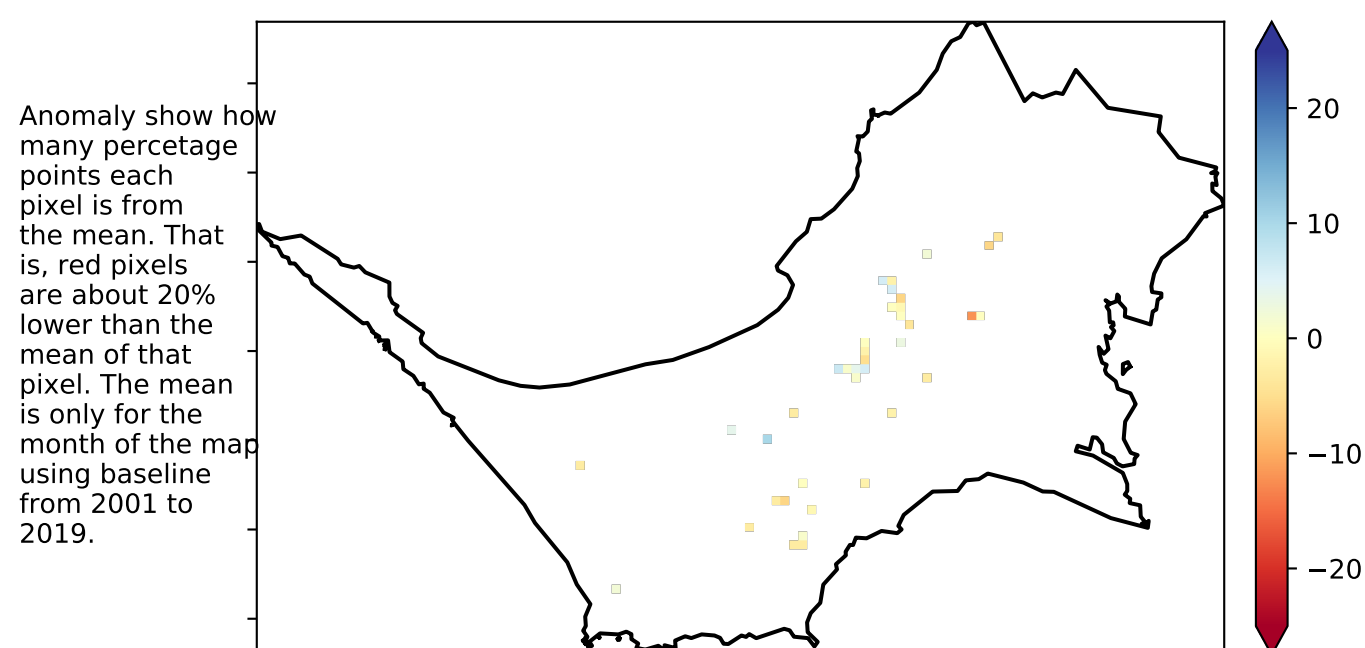 Anomaly show how
many percetage
points each
pixel is from
the mean. That
is, red pixels
are about 20%
lower than the
mean of that
pixel. The mean
is only for the
month of the map
using baseline
from 2001 to
2019.
20
10
0
−10
−20